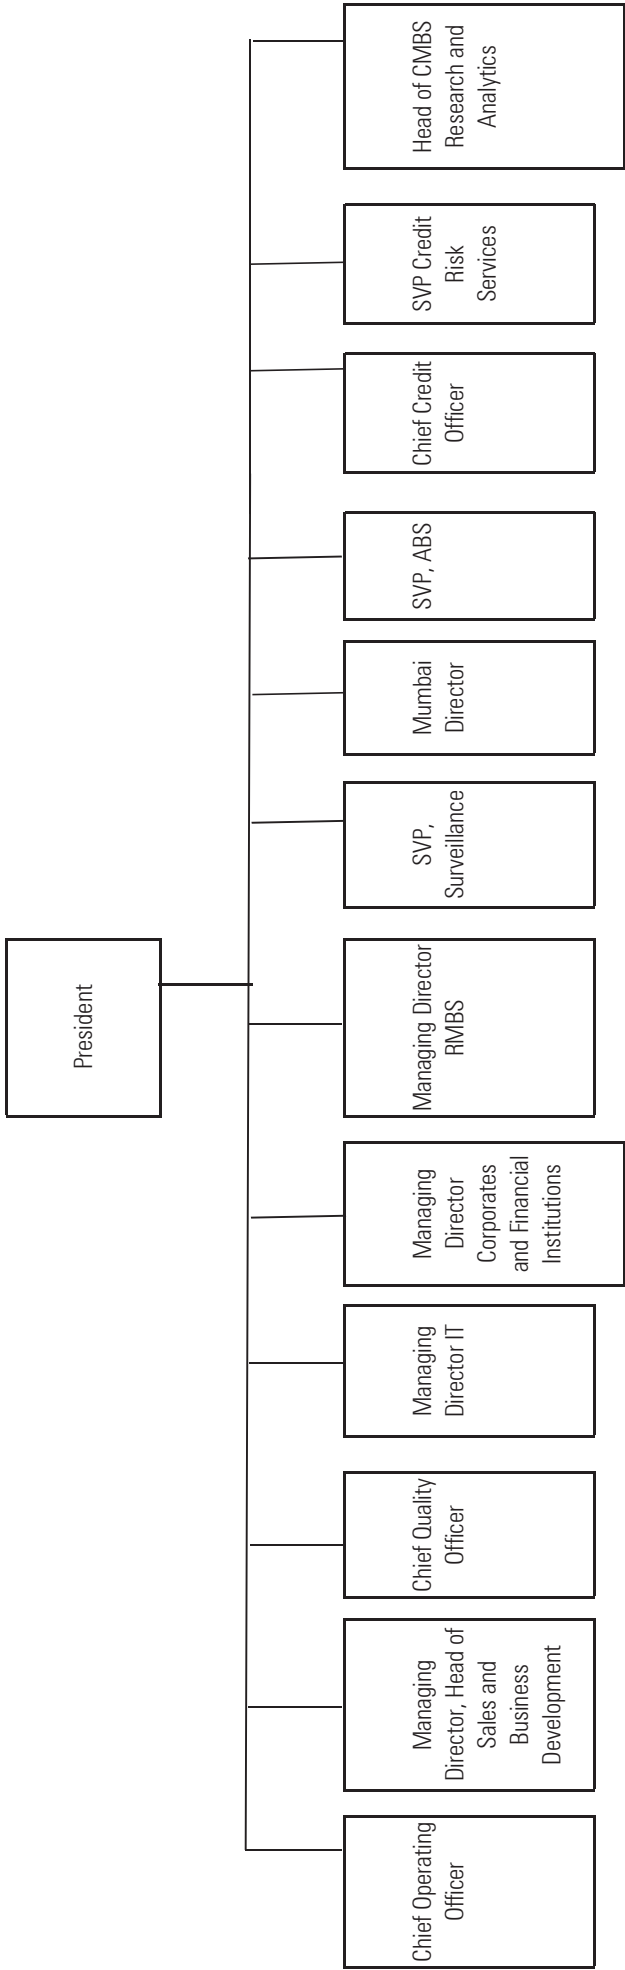 President
Chief Operating
Officer
Managing
Director, Head of
Sales and
Business
Development
Chief Quality
Officer
Managing
Director IT
Managing
Director
Corporates
and Financial
Institutions
Managing Director
RMBS
SVP,
Surveillance
Mumbai
Director
SVP, ABS
Chief Credit
Officer
SVP Credit
Risk
Services
Head of CMBS
Research and
Analytics